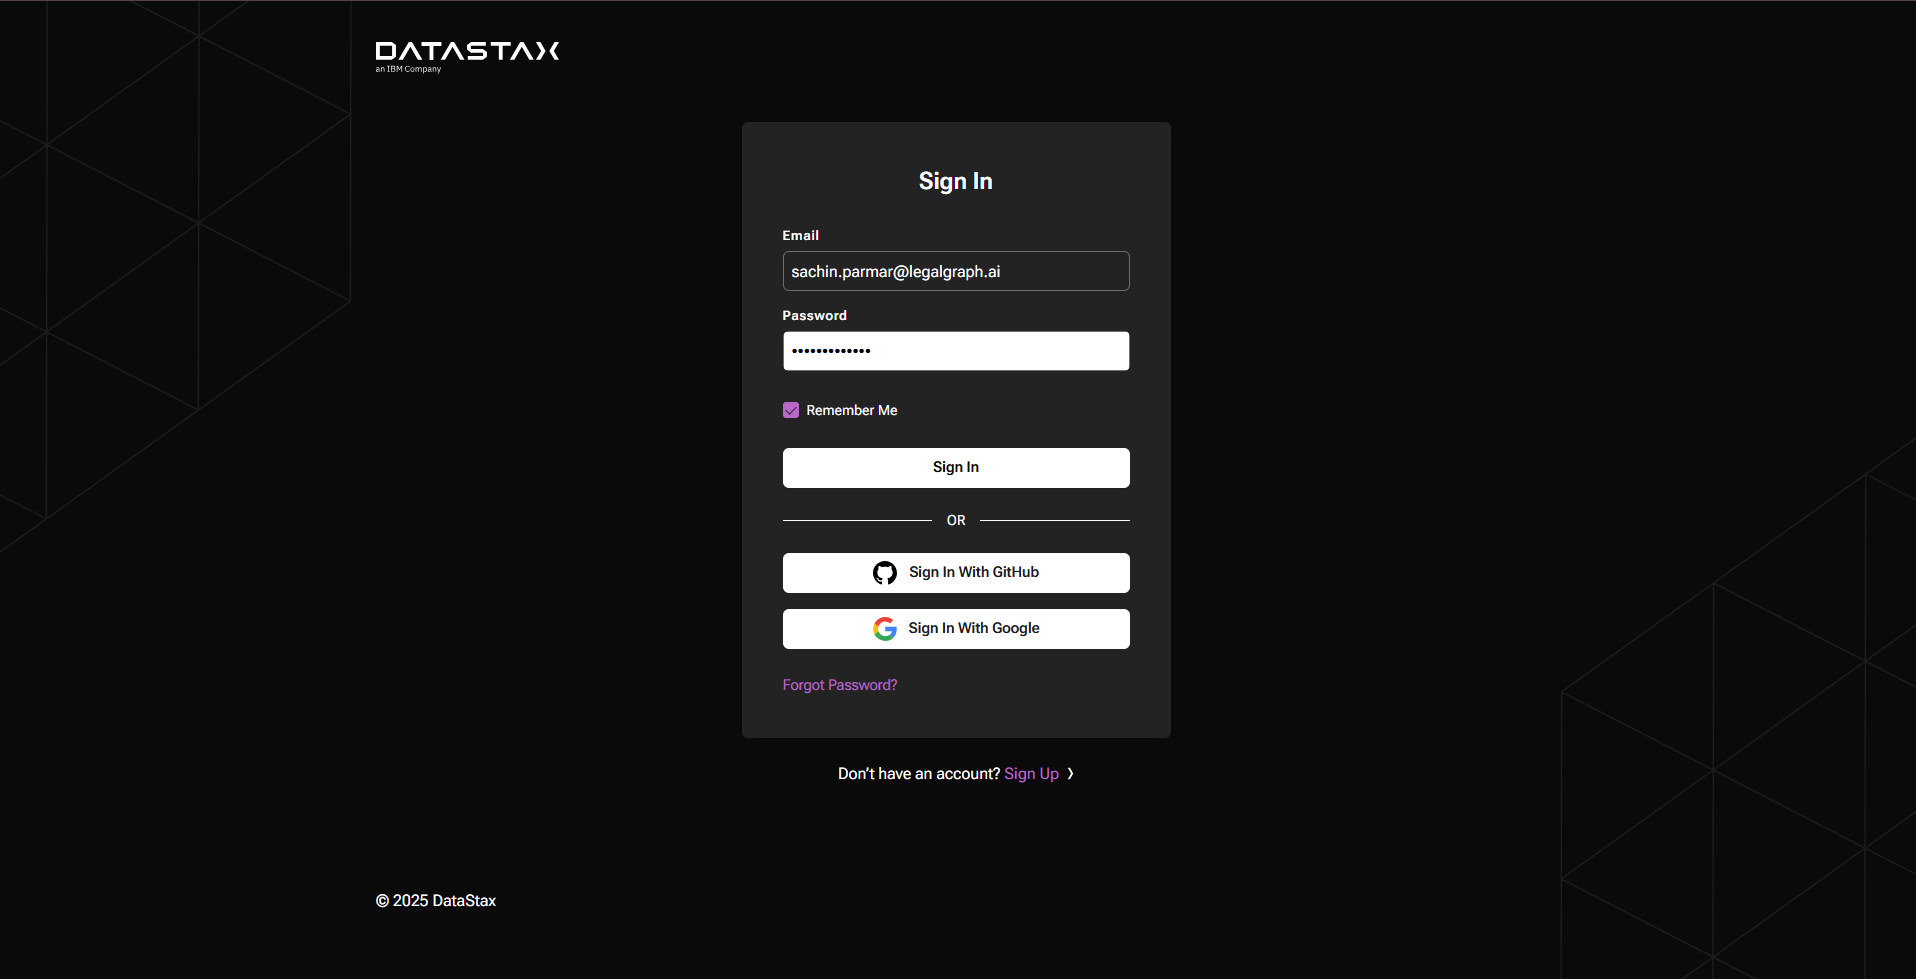 DATASTAX
an IBM Company
Sign In
Email
sachin.parmar@legalgraph.ai
Password
•••••••••••••
Remember Me
Sign In
OR
Sign In With GitHub
Sign In With Google
Forgot Password?
Don't have an account? Sign Up ❯
© 2025 DataStax